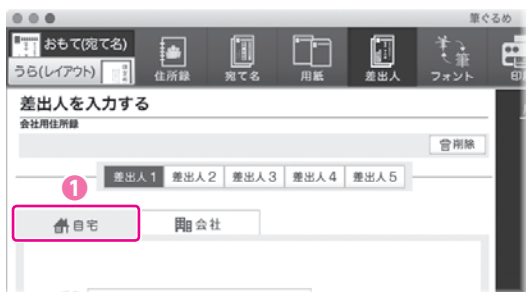 筆ぐるめ
おもて(宛て名)
うら(レイアウト)
住所録 宛て名 用紙 差出人 フォント
差出人を入力する
会社用住所録
削除
差出人1 差出人2 差出人3 差出人4 差出人5
1
自宅 会社